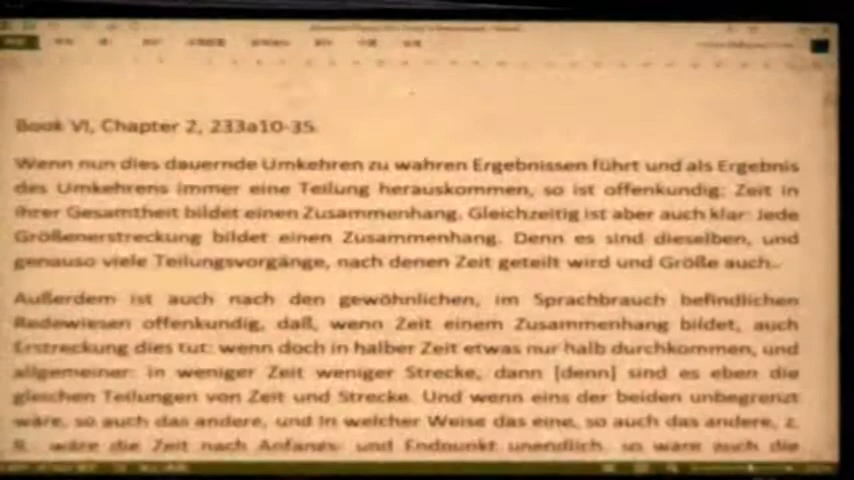 Book VI, Chapter 2, 233a10-35.
Wenn nun dies dauernde Umkehren zu wahren Ergebnissen führt und als Ergebnis
des Umkehrens immer eine Teilung herauskommen, so ist offenkundig: Zeit in
ihrer Gesamtheit bildet einen Zusammenhang. Gleichzeitig ist aber auch klar: Jede
Größenerstreckung bildet einen Zusammenhang. Denn es sind dieselben, und
genauso viele Teilungsvorgänge, nach denen Zeit geteilt wird und Größe auch..
Außerdem ist auch nach den gewöhnlichen, im Sprachbrauch befindlichen
Redeweisen offenkundig, daß, wenn Zeit einem Zusammenhang bildet, auch
Erstreckung dies tut: wenn doch in halber Zeit etwas nur halb durchkommen, und
allgemeiner: in weniger Zeit weniger Strecke, dann [denn] sind es eben die
gleichen Teilungen von Zeit und Strecke. Und wenn eins der beiden unbegrenzt
wäre, so auch das andere, und in welcher Weise das eine, so auch das andere, z.
B. wäre die Zeit nach Anfangs- und Endpunkt unendlich, so wäre auch die